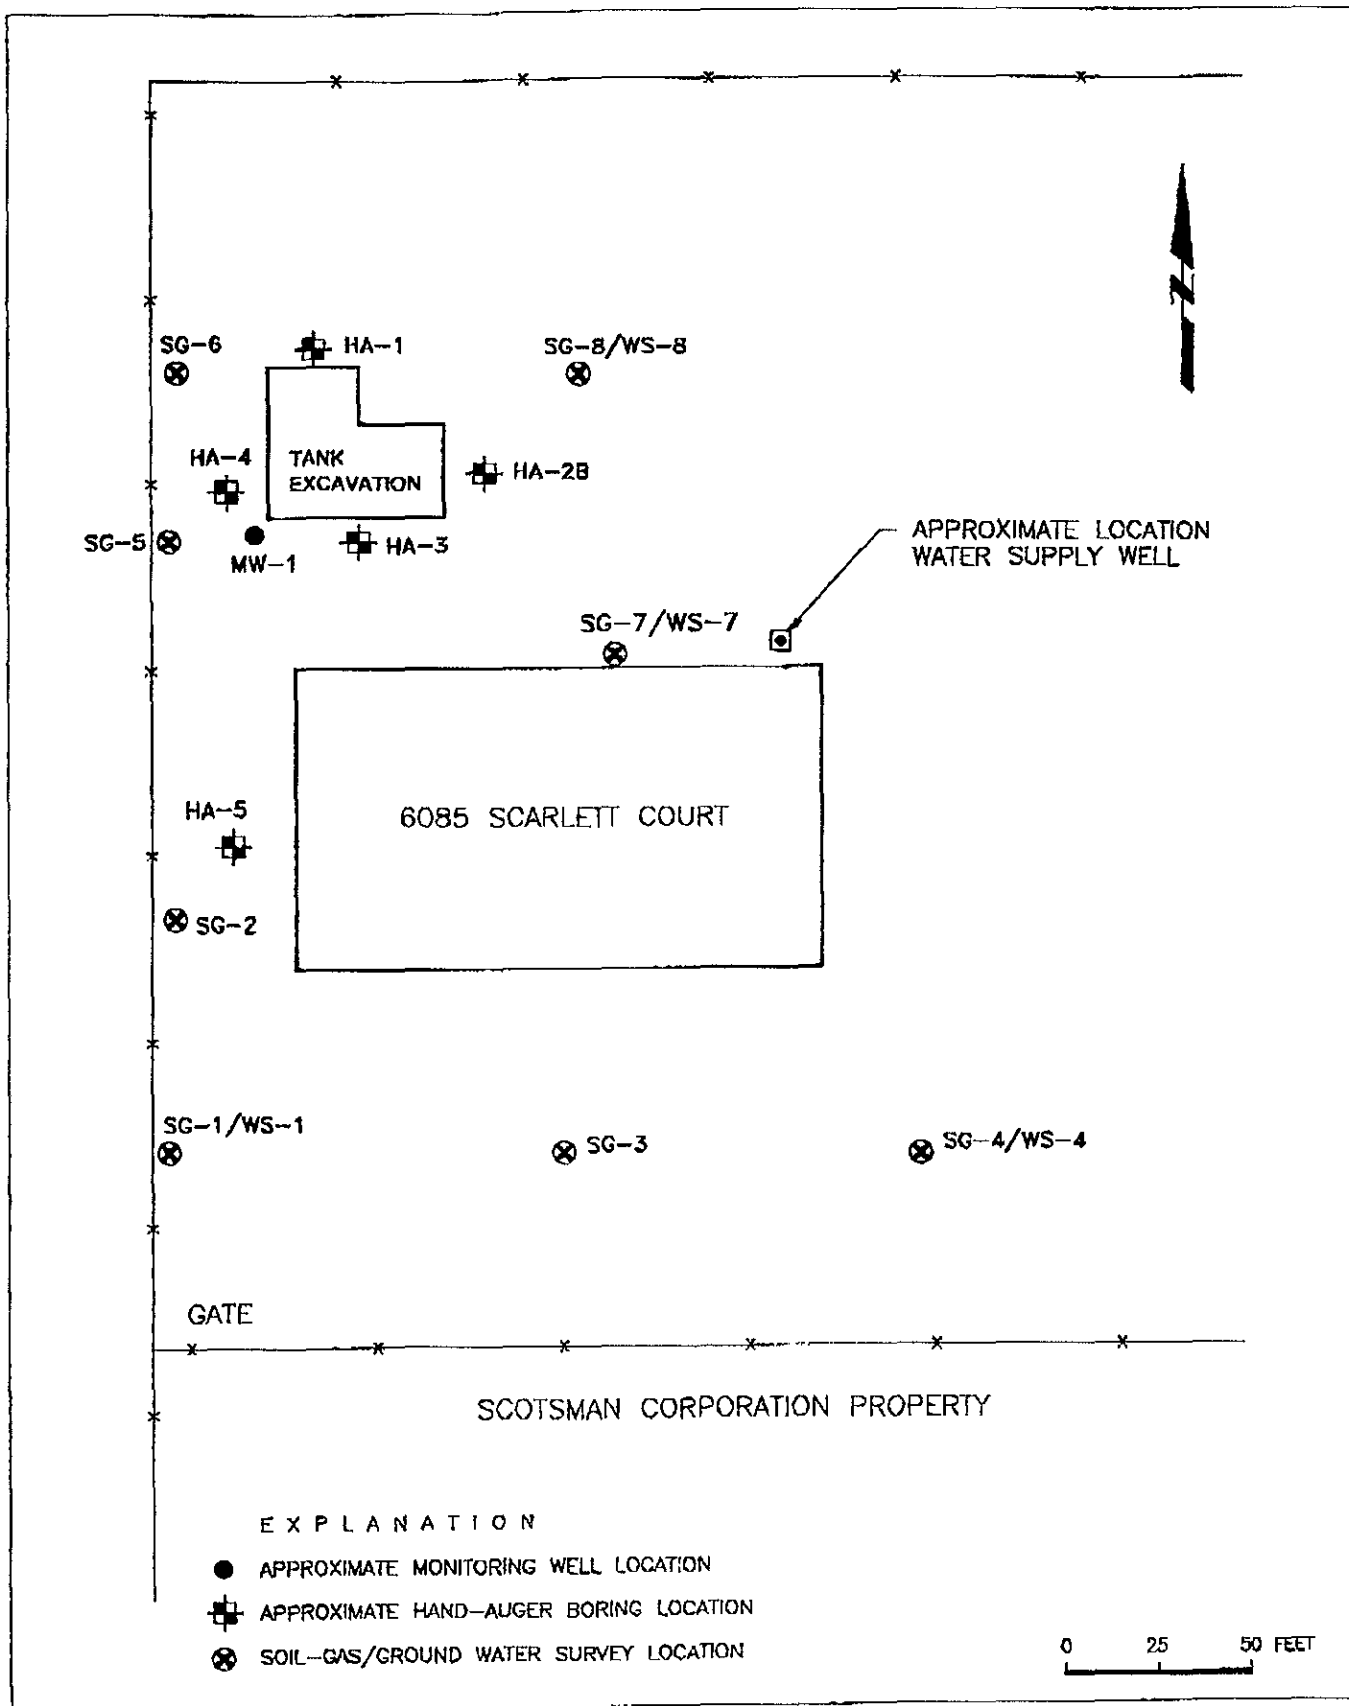 N
SG-6
HA-1
SG-8/WS-8
HA-4
TANK
EXCAVATION
HA-2B
SG-5
MW-1
HA-3
APPROXIMATE LOCATION
WATER SUPPLY WELL
SG-7/WS-7
HA-5
6085 SCARLETT COURT
SG-2
SG-1/WS-1
SG-3
SG-4/WS-4
GATE
SCOTSMAN CORPORATION PROPERTY
EXPLANATION
APPROXIMATE MONITORING WELL LOCATION
APPROXIMATE HAND-AUGER BORING LOCATION
SOIL-GAS/GROUND WATER SURVEY LOCATION
0 25 50 FEET